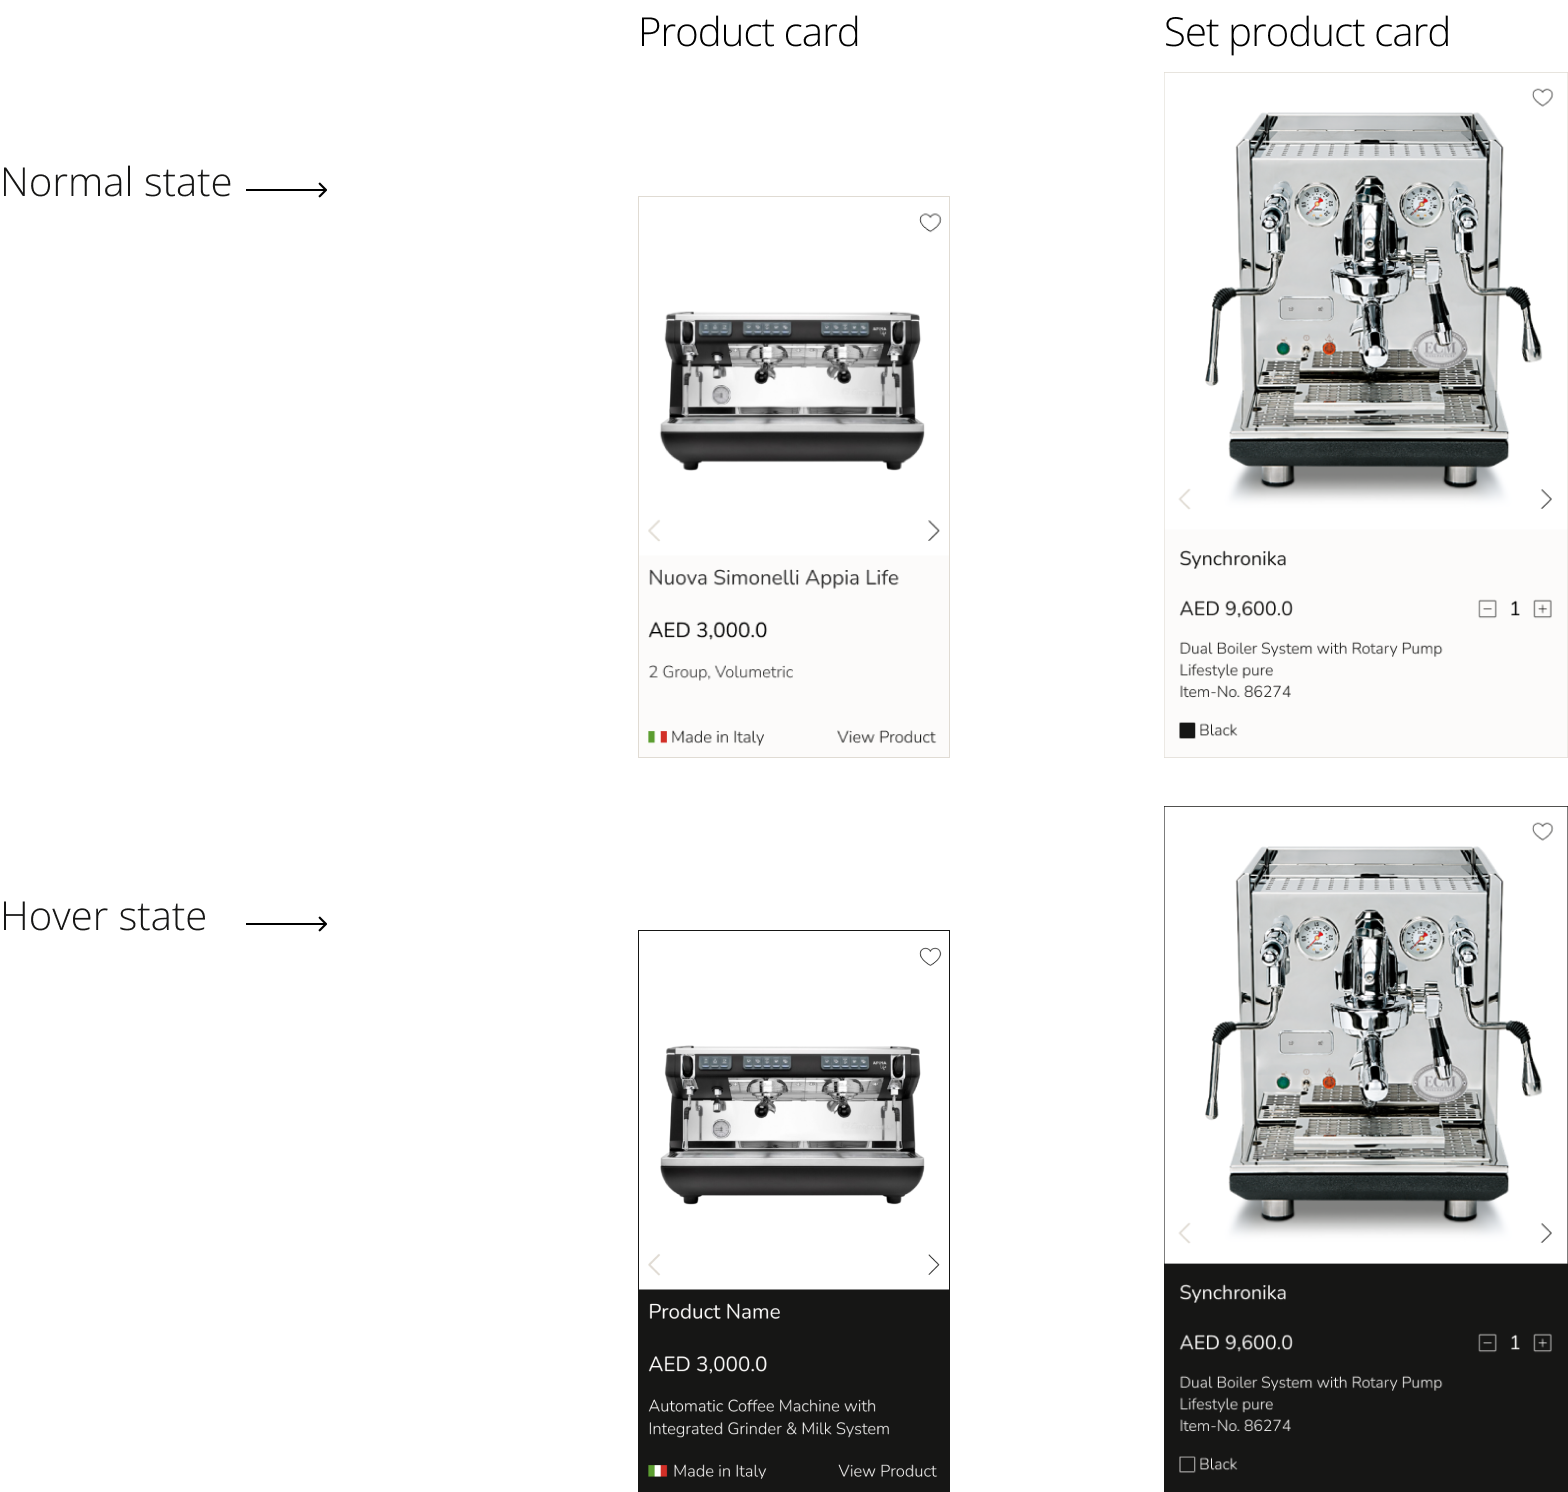 Product card
Set product card
Normal state
Nuova Simonelli Appia Life
AED 3,000.0
2 Group, Volumetric
Made in Italy
View Product
ECM
Synchronika
AED 9,600.0
1
Dual Boiler System with Rotary Pump
Lifestyle pure
Item-No. 86274
Black
Hover state
Product Name
AED 3,000.0
Automatic Coffee Machine with
Integrated Grinder & Milk System
Made in Italy
View Product
ECM
Synchronika
AED 9,600.0
1
Dual Boiler System with Rotary Pump
Lifestyle pure
Item-No. 86274
Black